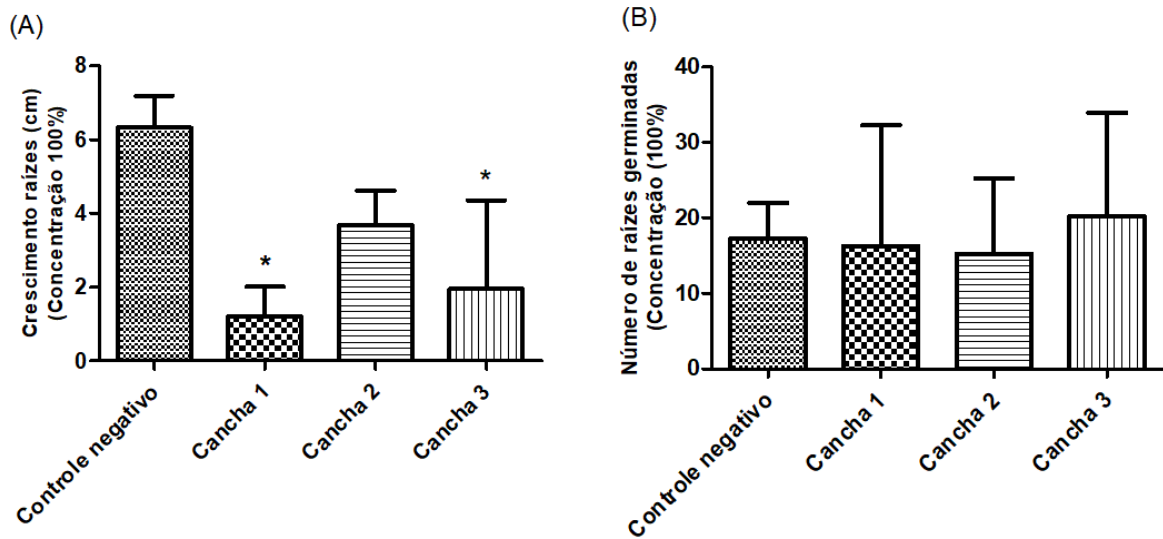 (A)
Crescimento raízes (cm)
(Concentração 100%)
8
6
4
2
0
*
*
Controle negativo
Cancha 1
Cancha 2
Cancha 3
(B)
Número de raízes germinadas
(Concentração (100%)
40
30
20
10
0
Controle negativo
Cancha 1
Cancha 2
Cancha 3